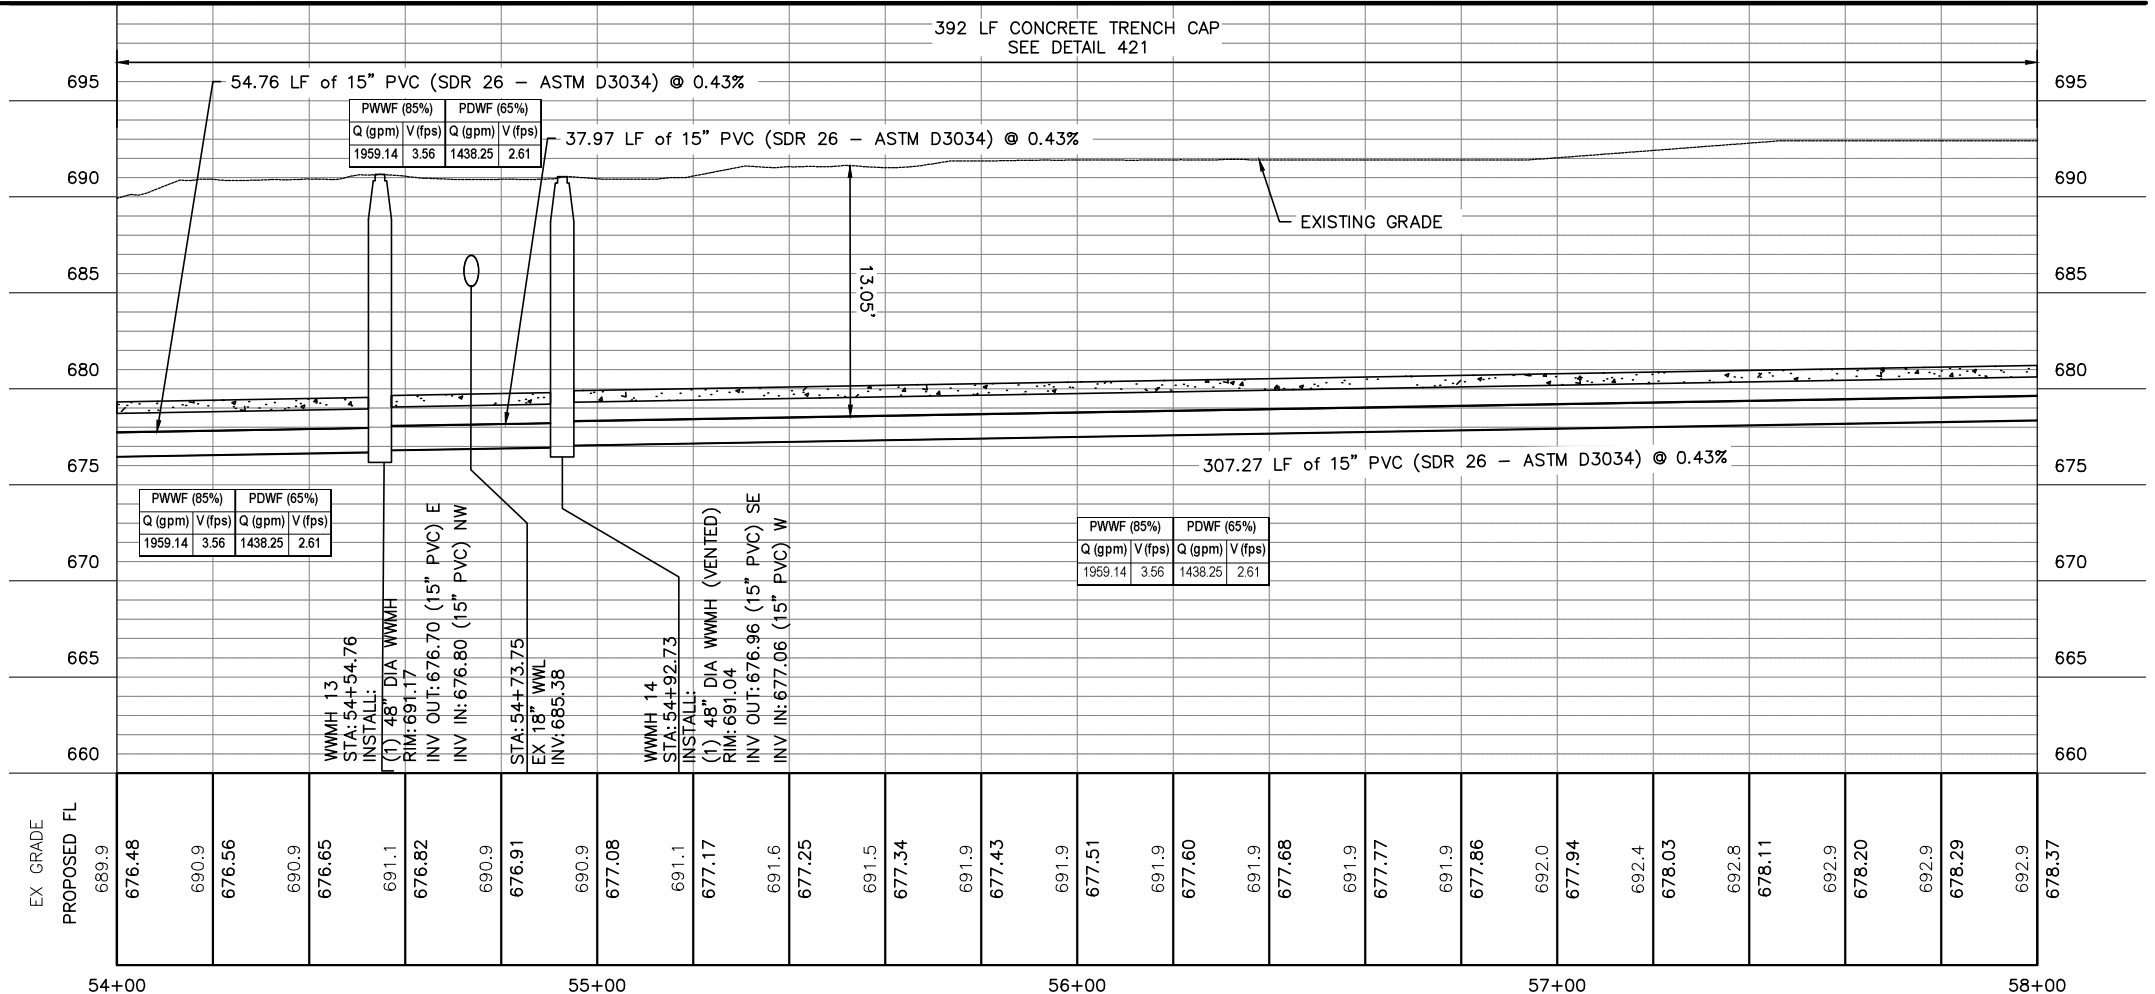 392 LF CONCRETE TRENCH CAP
SEE DETAIL 421
695
54.76 LF of 15" PVC (SDR 26 – ASTM D3034) @ 0.43%
695
PWWF (85%) PDWF (65%)
Q (gpm) V (fps) Q (gpm) V (fps)
1959.14 3.56 1438.25 2.61
37.97 LF of 15" PVC (SDR 26 – ASTM D3034) @ 0.43%
690
690
EXISTING GRADE
685
13.05'
685
680
680
675
307.27 LF of 15" PVC (SDR 26 – ASTM D3034) @ 0.43%
675
PWWF (85%) PDWF (65%)
Q (gpm) V (fps) Q (gpm) V (fps)
1959.14 3.56 1438.25 2.61
PWWF (85%) PDWF (65%)
Q (gpm) V (fps) Q (gpm) V (fps)
1959.14 3.56 1438.25 2.61
670
670
665
665
660
660
WWMH 13
STA:54+54.76
INSTALL:
(1) 48" DIA WWMH
RIM:691.17
INV OUT:676.70 (15" PVC) E
INV IN:676.80 (15" PVC) NW
STA:54+73.75
EX 18" WWL
INV:685.38
WWMH 14
STA:54+92.73
INSTALL:
(1) 48" DIA WWMH (VENTED)
RIM:691.04
INV OUT:676.96 (15" PVC) SE
INV IN:677.06 (15" PVC) W
EX GRADE
PROPOSED FL
689.9
676.48
690.9
676.56
690.9
676.65
691.1
676.82
690.9
676.91
690.9
677.08
691.1
677.17
691.6
677.25
691.5
677.34
691.9
677.43
691.9
677.51
691.9
677.60
691.9
677.68
691.9
677.77
691.9
677.86
692.0
677.94
692.4
678.03
692.8
678.11
692.9
678.20
692.9
678.29
692.9
678.37
54+00
55+00
56+00
57+00
58+00